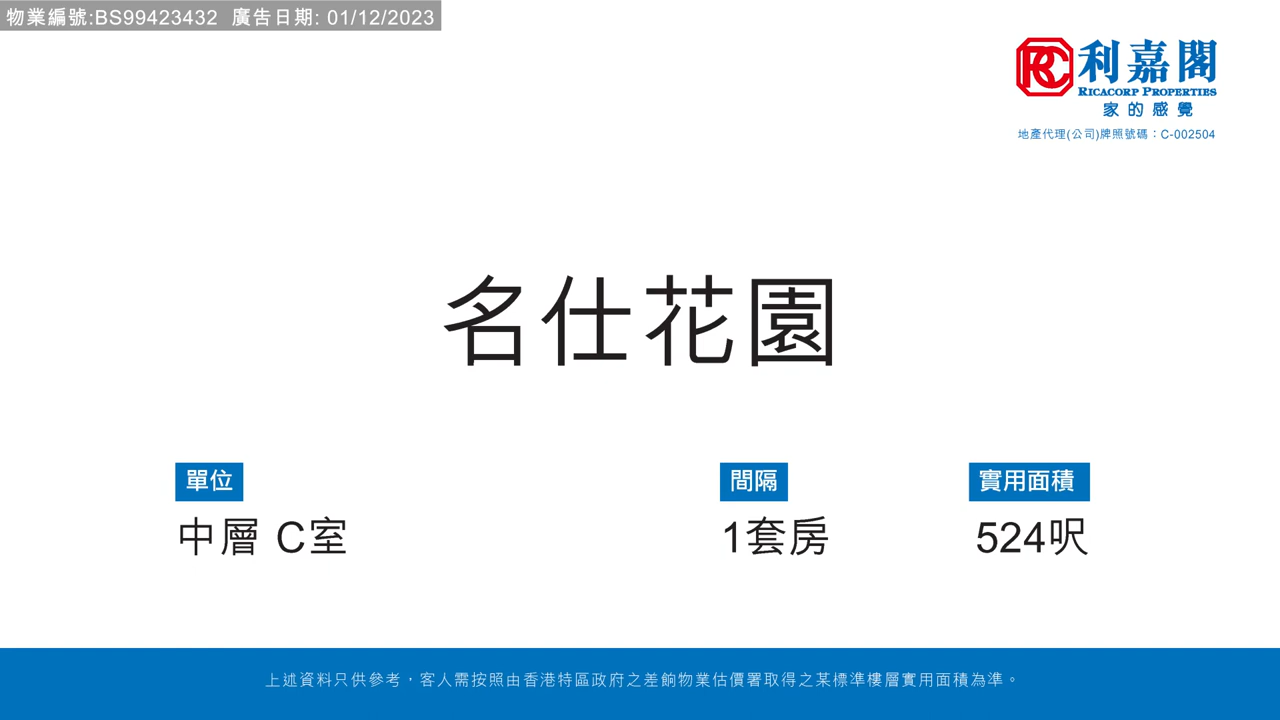 物業編號:BS99423432 廣告日期: 01/12/2023
RC 利嘉閣
RICACORP PROPERTIES
家的感覺
地產代理(公司)牌照號碼：C-002504
名仕花園
單位
中層 C室
間隔
1套房
實用面積
524呎
上述資料只供參考，客人需按照由香港特區政府之差餉物業估價署取得之某標準樓層實用面積為準。